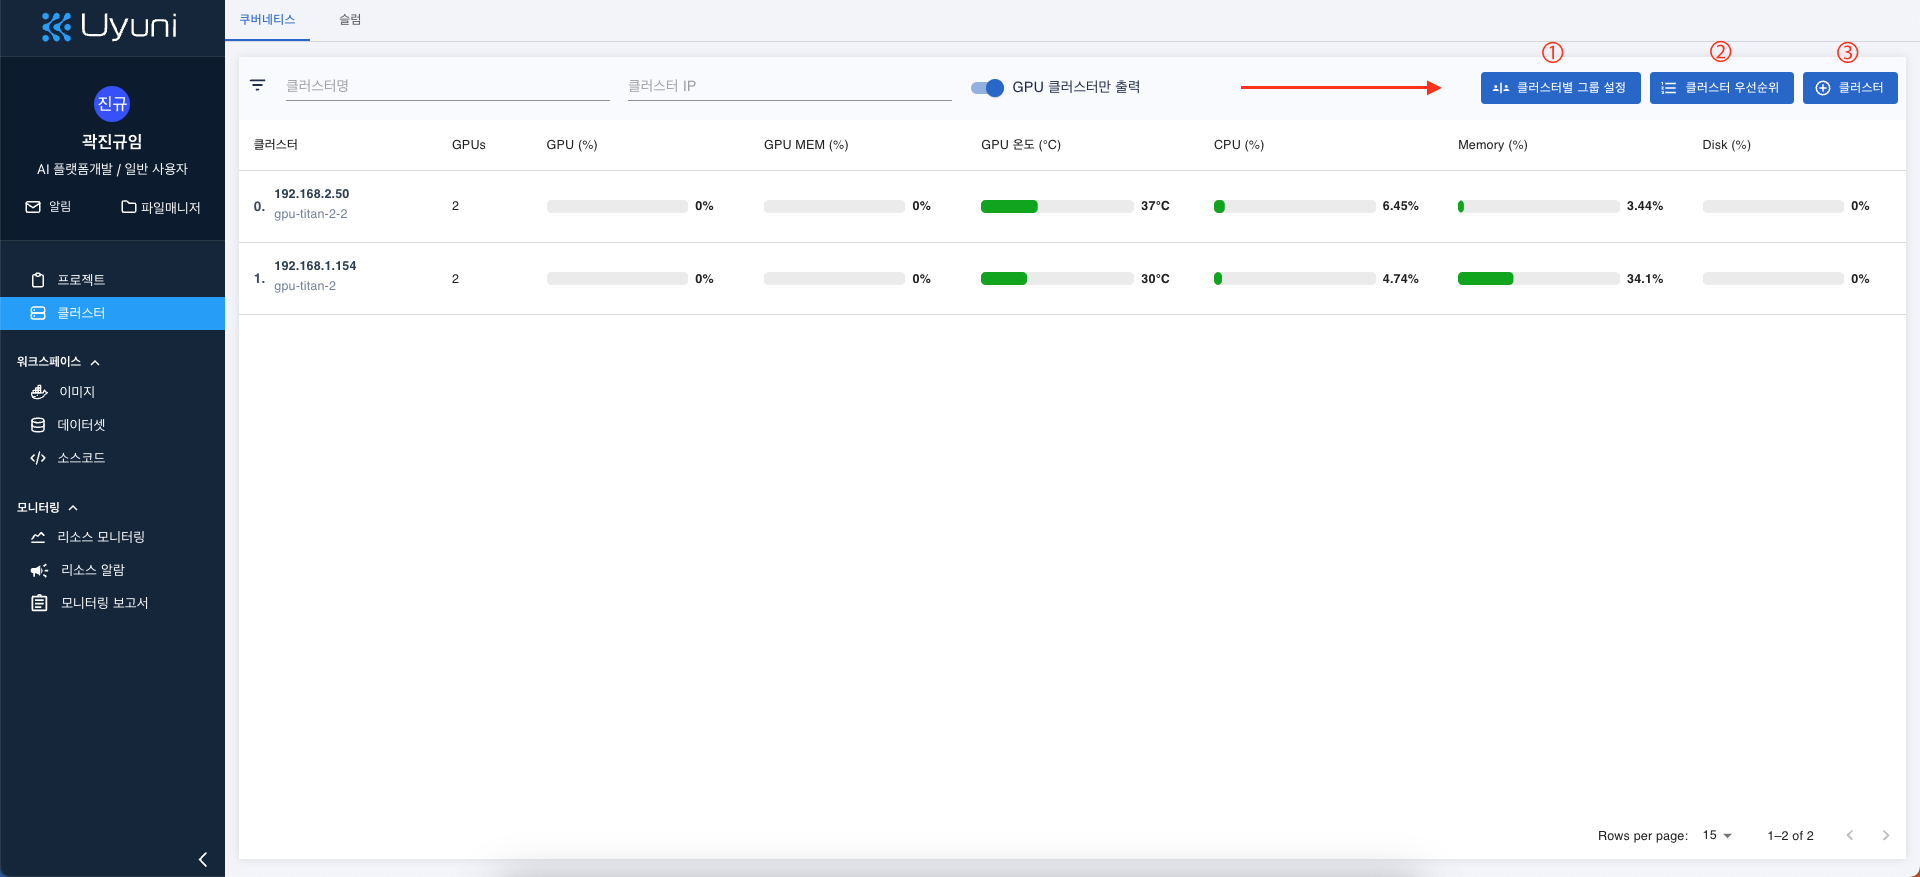 Uyuni
쿠버네티스
슬럼
진규
곽진규임
AI 플랫폼개발 / 일반 사용자
알림
파일매니저
프로젝트
클러스터
워크스페이스
이미지
데이터셋
소스코드
모니터링
리소스 모니터링
리소스 알람
모니터링 보고서
클러스터명
클러스터 IP
GPU 클러스터만 출력
①
②
③
클러스터별 그룹 설정
클러스터 우선순위
클러스터
클러스터 GPUs GPU (%) GPU MEM (%) GPU 온도 (°C) CPU (%) Memory (%) Disk (%)
0. 192.168.2.50
gpu-titan-2-2
2 0% 0% 37°C 6.45% 3.44% 0%
1. 192.168.1.154
gpu-titan-2
2 0% 0% 30°C 4.74% 34.1% 0%
Rows per page: 15 1–2 of 2